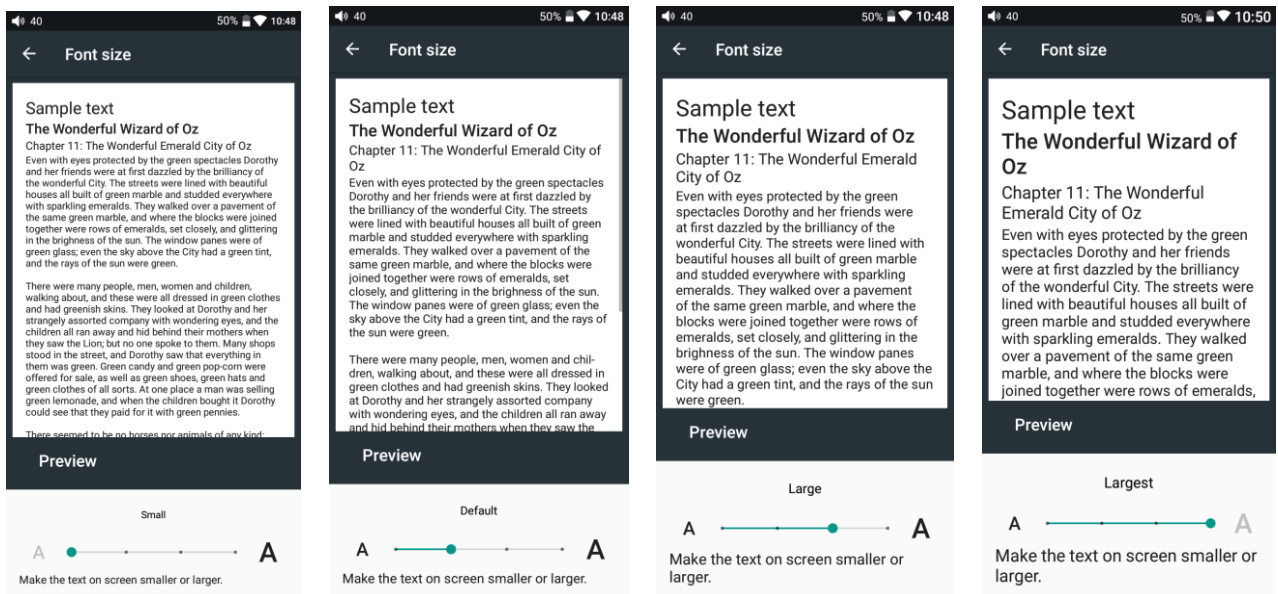 40 50% 10:48
Font size
Sample text
The Wonderful Wizard of Oz
Chapter 11: The Wonderful Emerald City of Oz
Even with eyes protected by the green spectacles Dorothy
and her friends were at first dazzled by the brilliancy of
the wonderful City. The streets were lined with beautiful
houses all built of green marble and studded everywhere
with sparkling emeralds. They walked over a pavement of
the same green marble, and where the blocks were joined
together were rows of emeralds, set closely, and glittering
in the brighness of the sun. The window panes were of
green glass; even the sky above the City had a green tint,
and the rays of the sun were green.
There were many people, men, women and children,
walking about, and these were all dressed in green clothes
and had greenish skins. They looked at Dorothy and her
strangely assorted company with wondering eyes, and the
children all ran away and hid behind their mothers when
they saw the Lion; but no one spoke to them. Many shops
stood in the street, and Dorothy saw that everything in
them was green. Green candy and green pop-corn were
offered for sale, as well as green shoes, green hats and
green clothes of all sorts. At one place a man was selling
green lemonade, and when the children bought it Dorothy
could see that they paid for it with green pennies.
There seemed to be no horses nor animals of any kind;
Preview
Small
A A
Make the text on screen smaller or larger.
40 50% 10:48
Font size
Sample text
The Wonderful Wizard of Oz
Chapter 11: The Wonderful Emerald City of
Oz
Even with eyes protected by the green spectacles
Dorothy and her friends were at first dazzled by
the brilliancy of the wonderful City. The streets
were lined with beautiful houses all built of green
marble and studded everywhere with sparkling
emeralds. They walked over a pavement of the
same green marble, and where the blocks were
joined together were rows of emeralds, set
closely, and glittering in the brighness of the sun.
The window panes were of green glass; even the
sky above the City had a green tint, and the rays of
the sun were green.
There were many people, men, women and chil-
dren, walking about, and these were all dressed in
green clothes and had greenish skins. They looked
at Dorothy and her strangely assorted company
with wondering eyes, and the children all ran away
and hid behind their mothers when they saw the
Preview
Default
A A
Make the text on screen smaller or larger.
40 50% 10:48
Font size
Sample text
The Wonderful Wizard of Oz
Chapter 11: The Wonderful Emerald
City of Oz
Even with eyes protected by the green
spectacles Dorothy and her friends were
at first dazzled by the brilliancy of the
wonderful City. The streets were lined with
beautiful houses all built of green marble
and studded everywhere with sparkling
emeralds. They walked over a pavement
of the same green marble, and where the
blocks were joined together were rows of
emeralds, set closely, and glittering in the
brighness of the sun. The window panes
were of green glass; even the sky above the
City had a green tint, and the rays of the sun
were green.
Preview
Large
A A
Make the text on screen smaller or
larger.
40 50% 10:50
Font size
Sample text
The Wonderful Wizard of
Oz
Chapter 11: The Wonderful
Emerald City of Oz
Even with eyes protected by the green
spectacles Dorothy and her friends
were at first dazzled by the brilliancy
of the wonderful City. The streets were
lined with beautiful houses all built of
green marble and studded everywhere
with sparkling emeralds. They walked
over a pavement of the same green
marble, and where the blocks were
joined together were rows of emeralds,
Preview
Largest
A A
Make the text on screen smaller or
larger.